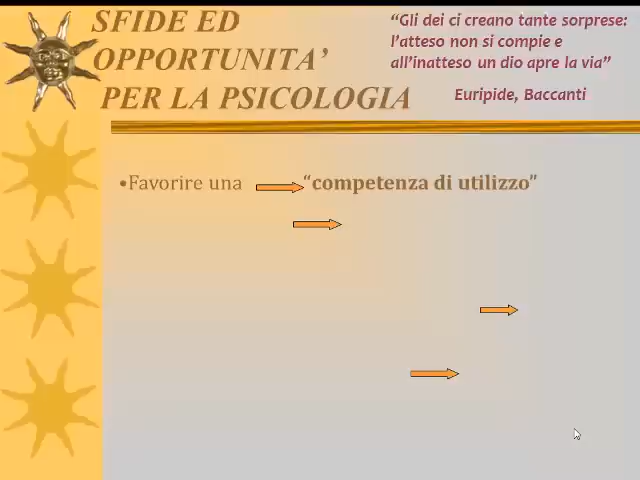 SFIDE ED
OPPORTUNITA’
PER LA PSICOLOGIA
“Gli dei ci creano tante sorprese:
l’atteso non si compie e
all’inatteso un dio apre la via”
Euripide, Baccanti
•Favorire una “competenza di utilizzo”